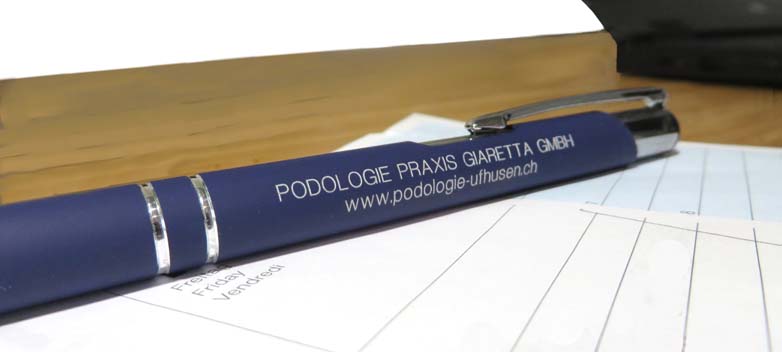 PODOLOGIE PRAXIS GIARETTA GMBH
www.podologie-ufhusen.ch
Friday
Vendredi